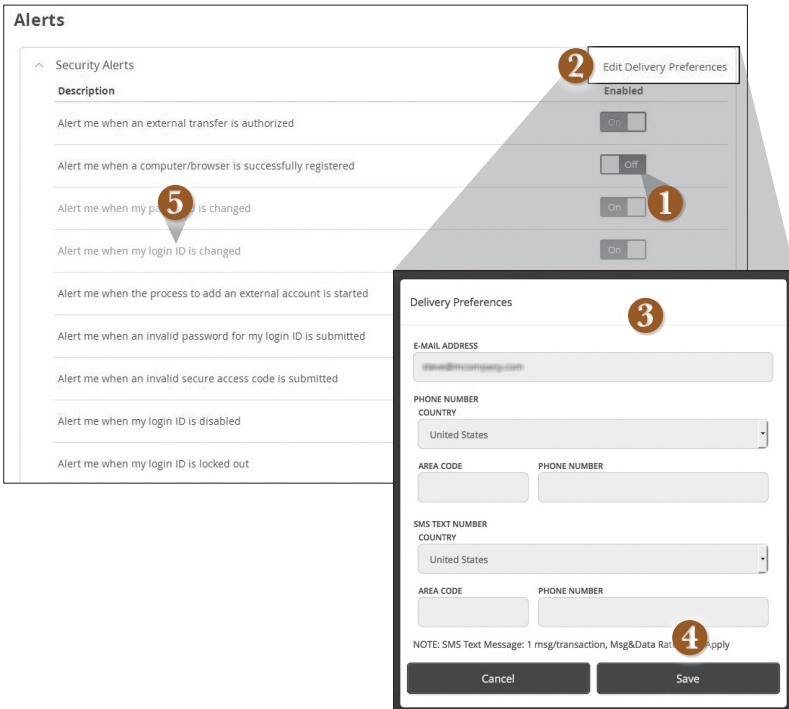 Alerts
Security Alerts
2 Edit Delivery Preferences
Description Enabled
Alert me when an external transfer is authorized On
Alert me when a computer/browser is successfully registered Off
1
5
Alert me when my pa d is changed On
Alert me when my login ID is changed On
Alert me when the process to add an external account is started
Alert me when an invalid password for my login ID is submitted
Alert me when an invalid secure access code is submitted
Alert me when my login ID is disabled
Alert me when my login ID is locked out
Delivery Preferences
3
E-MAIL ADDRESS
PHONE NUMBER
COUNTRY
United States
AREA CODE PHONE NUMBER
SMS TEXT NUMBER
COUNTRY
United States
AREA CODE PHONE NUMBER
NOTE: SMS Text Message: 1 msg/transaction, Msg&Data Rat Apply
4
Cancel Save